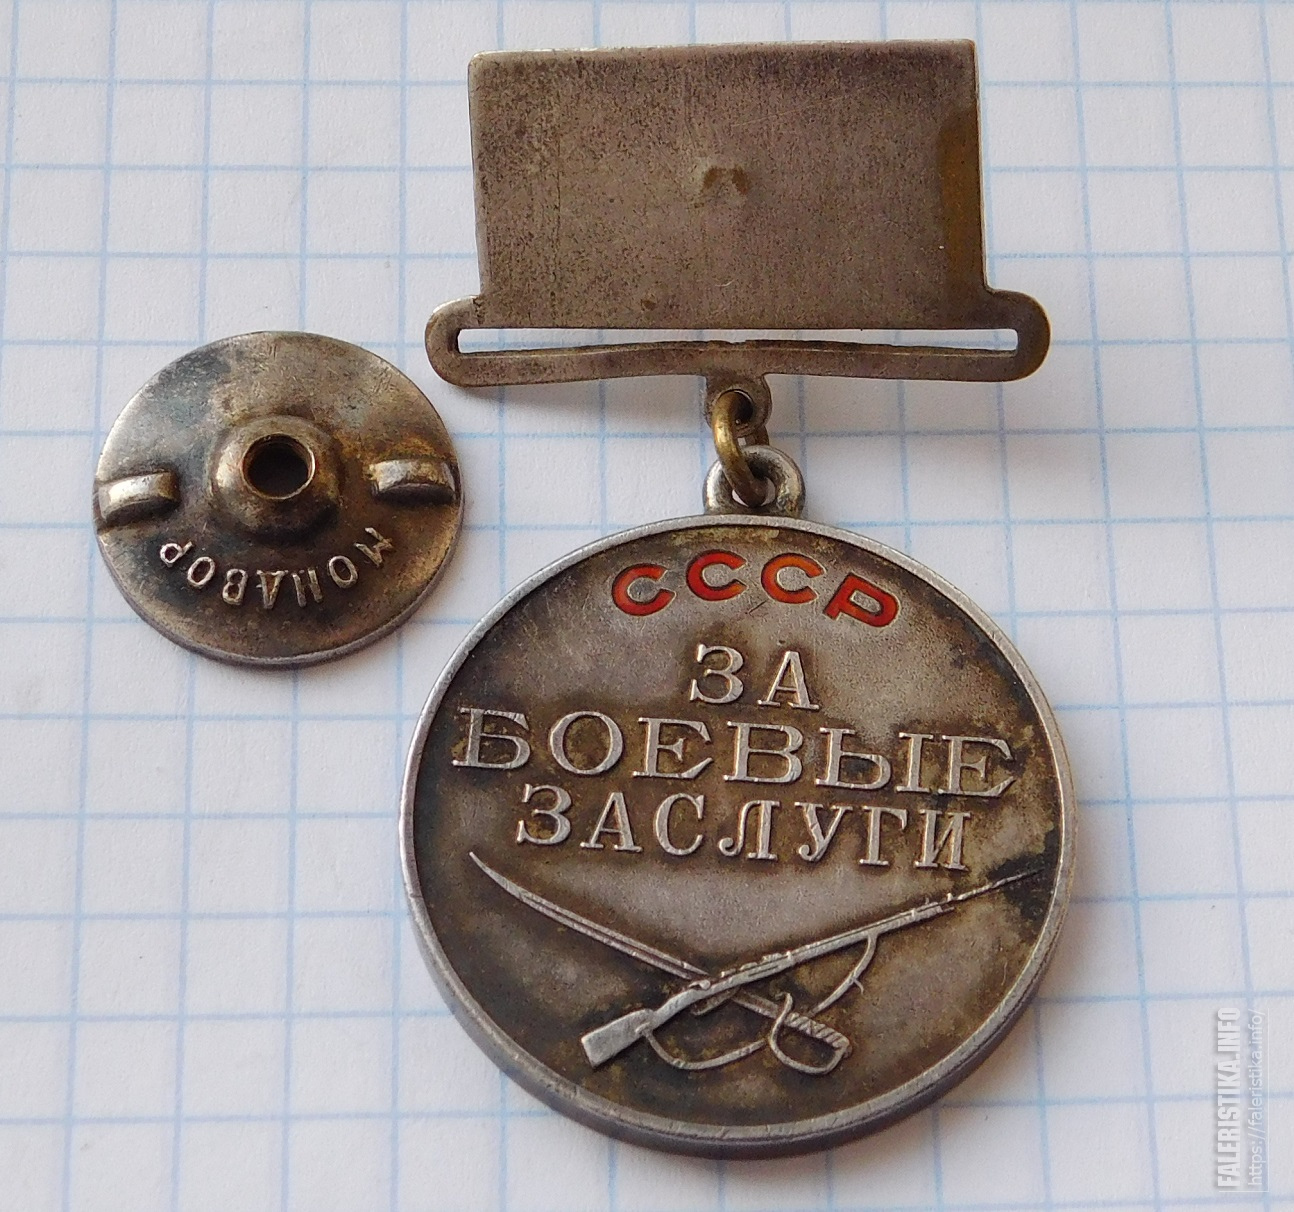 МОНДВОР
СССР
ЗА
БОЕВЫЕ
ЗАСЛУГИ
FALERISTIKA.INFO
https://faleristika.info/